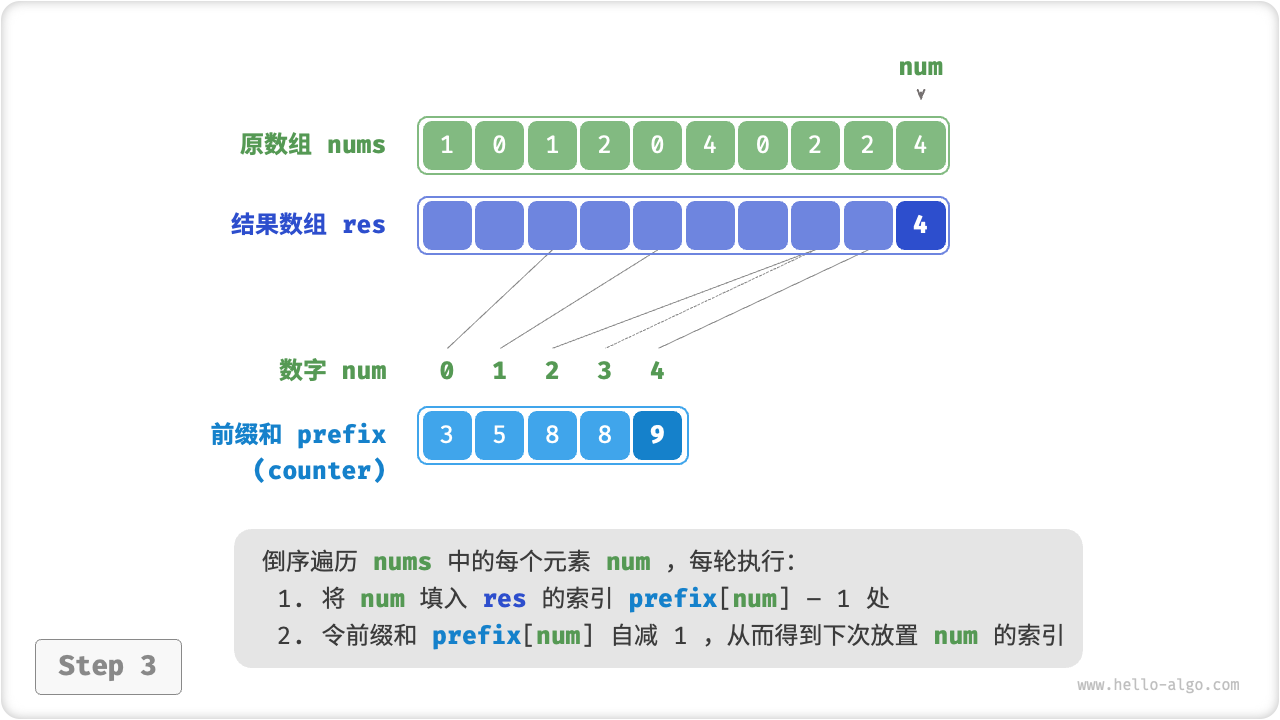 num
原数组 nums 1 0 1 2 0 4 0 2 2 4
结果数组 res 4
数字 num 0 1 2 3 4
前缀和 prefix 3 5 8 8 9
(counter)
倒序遍历 nums 中的每个元素 num ，每轮执行：
1. 将 num 填入 res 的索引 prefix[num] – 1 处
2. 令前缀和 prefix[num] 自减 1 ，从而得到下次放置 num 的索引
Step 3
www.hello-algo.com